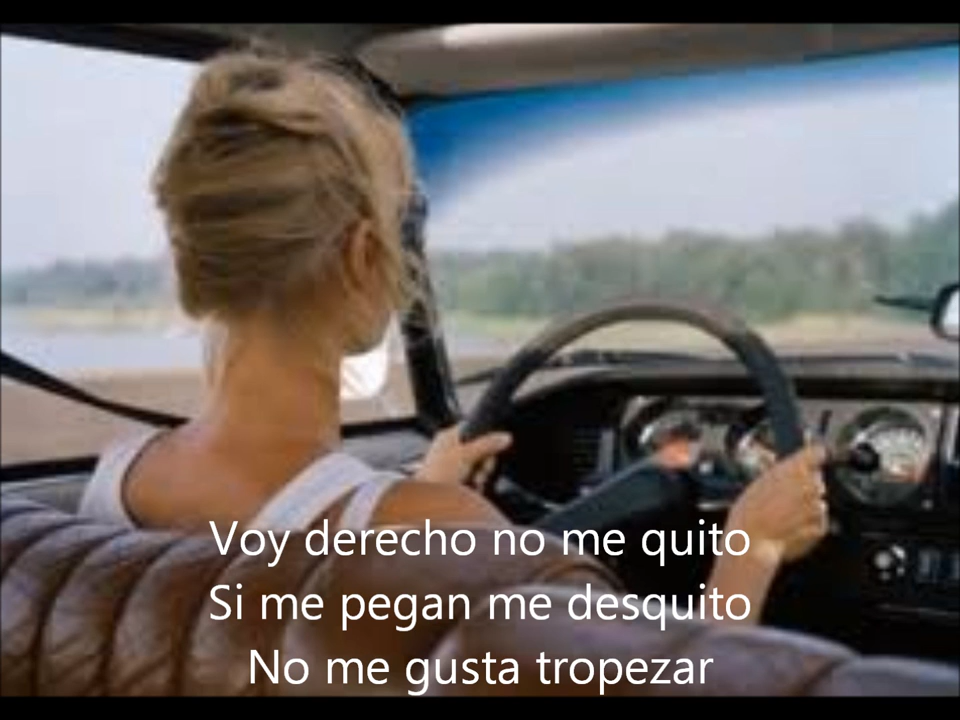 Voy derecho no me quito
Si me pegan me desquito
No me gusta tropezar